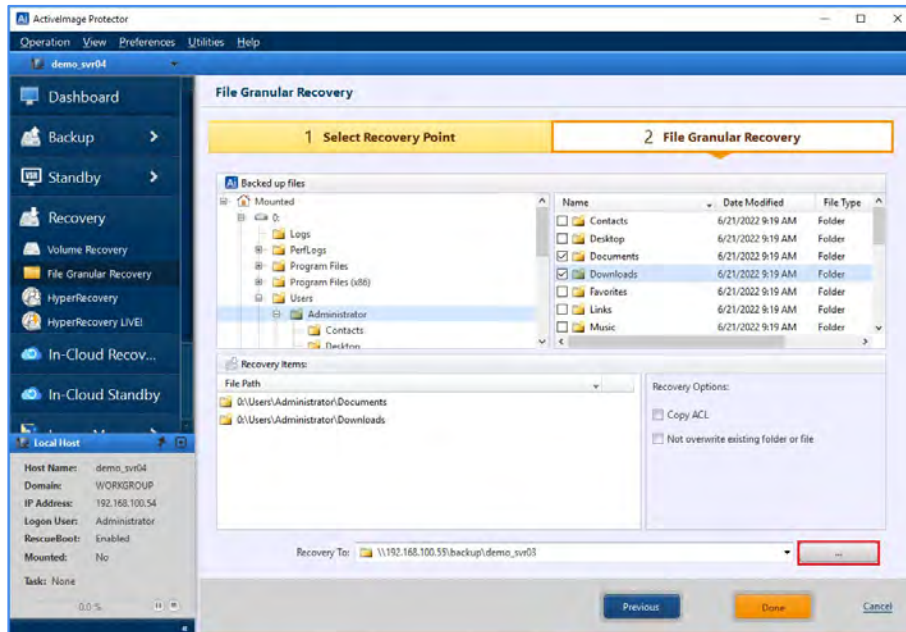 ActiveImage Protector
Operation View Preferences Utilities Help
demo_svr04
Dashboard
Backup
Standby
Recovery
Volume Recovery
File Granular Recovery
HyperRecovery
HyperRecovery LIVE!
In-Cloud Recov...
In-Cloud Standby
Local Host
Host Name: demo_svr04
Domain: WORKGROUP
IP Address: 192.168.100.54
Logon User: Administrator
RescueBoot: Enabled
Mounted: No
Task: None
0.0 %
File Granular Recovery
1 Select Recovery Point
2 File Granular Recovery
Backed up files
Mounted
0:
Logs
PerfLogs
Program Files
Program Files (x86)
Users
Administrator
Contacts
Desktop
Name Date Modified File Type
Contacts 6/21/2022 9:19 AM Folder
Desktop 6/21/2022 9:19 AM Folder
Documents 6/21/2022 9:19 AM Folder
Downloads 6/21/2022 9:19 AM Folder
Favorites 6/21/2022 9:19 AM Folder
Links 6/21/2022 9:19 AM Folder
Music 6/21/2022 9:19 AM Folder
Recovery Items:
File Path
0:\Users\Administrator\Documents
0:\Users\Administrator\Downloads
Recovery Options:
Copy ACL
Not overwrite existing folder or file
Recovery To: \\192.168.100.55\backup\demo_svr03
...
Previous
Done
Cancel